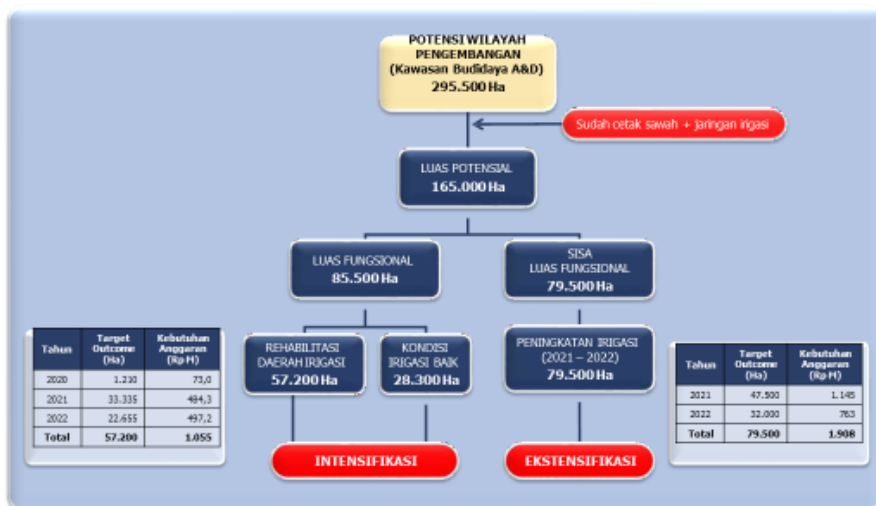 POTENSI WILAYAH
PENGEMBANGAN
(Kawasan Budidaya A&D)
295.500 Ha
Sudah cetak sawah + jaringan irigasi
LUAS POTENSIAL
165.000 Ha
LUAS FUNGSIONAL
85.500 Ha
SISA
LUAS FUNGSIONAL
79.500 Ha
REHABILITASI
DAERAH IRIGASI
57.200 Ha
KONDISI
IRIGASI BAIK
28.300 Ha
PENINGKATAN IRIGASI
(2021 – 2022)
79.500 Ha
INTENSIFIKASI
EKSTENSIFIKASI
Tahun Target Outcome (Ha) Kebutuhan Anggaran (Rp M)
2020 1.210 73,0
2021 33.335 484,3
2022 22.655 497,2
Total 57.200 1.055
Tahun Target Outcome (Ha) Kebutuhan Anggaran (Rp M)
2021 47.500 1.145
2022 32.000 763
Total 79.500 1.908